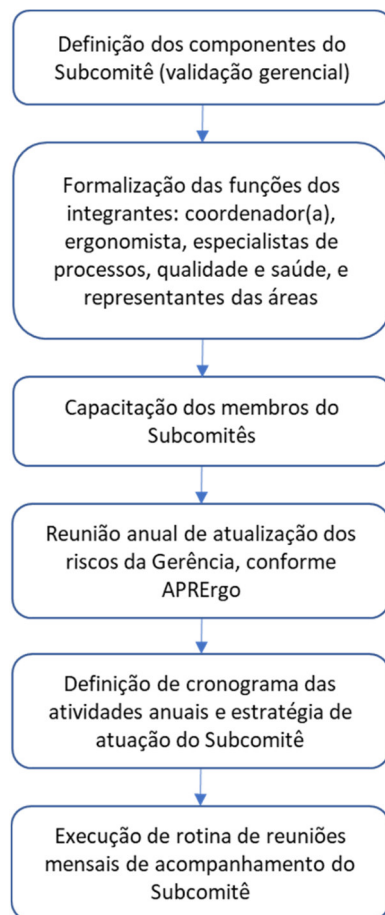 Definição dos componentes do
Subcomitê (validação gerencial)
Formalização das funções dos
integrantes: coordenador(a),
ergonomista, especialistas de
processos, qualidade e saúde, e
representantes das áreas
Capacitação dos membros do
Subcomitês
Reunião anual de atualização dos
riscos da Gerência, conforme
APRErgo
Definição de cronograma das
atividades anuais e estratégia de
atuação do Subcomitê
Execução de rotina de reuniões
mensais de acompanhamento do
Subcomitê